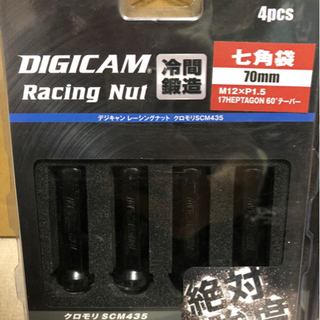 4pcs
DIGICAM
Racing Nut
冷間
鍛造
七角袋
70mm
M12×P1.5
17HEPTAGON 60°テーパー
デジキャン レーシングナット クロモリSCM435
クロモリ SCM435
絶対